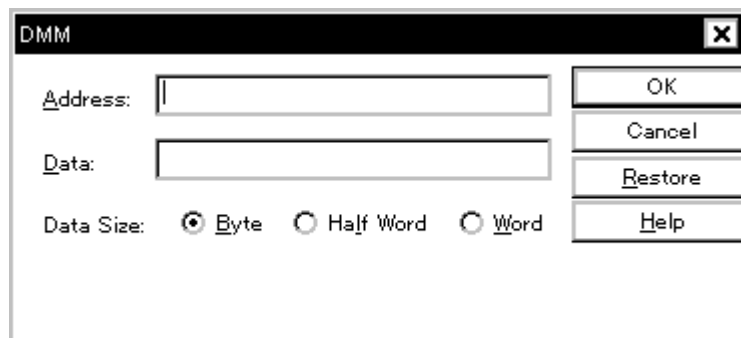 DMM
Address:
OK
Cancel
Data:
Restore
Data Size: Byte Half Word Word
Help